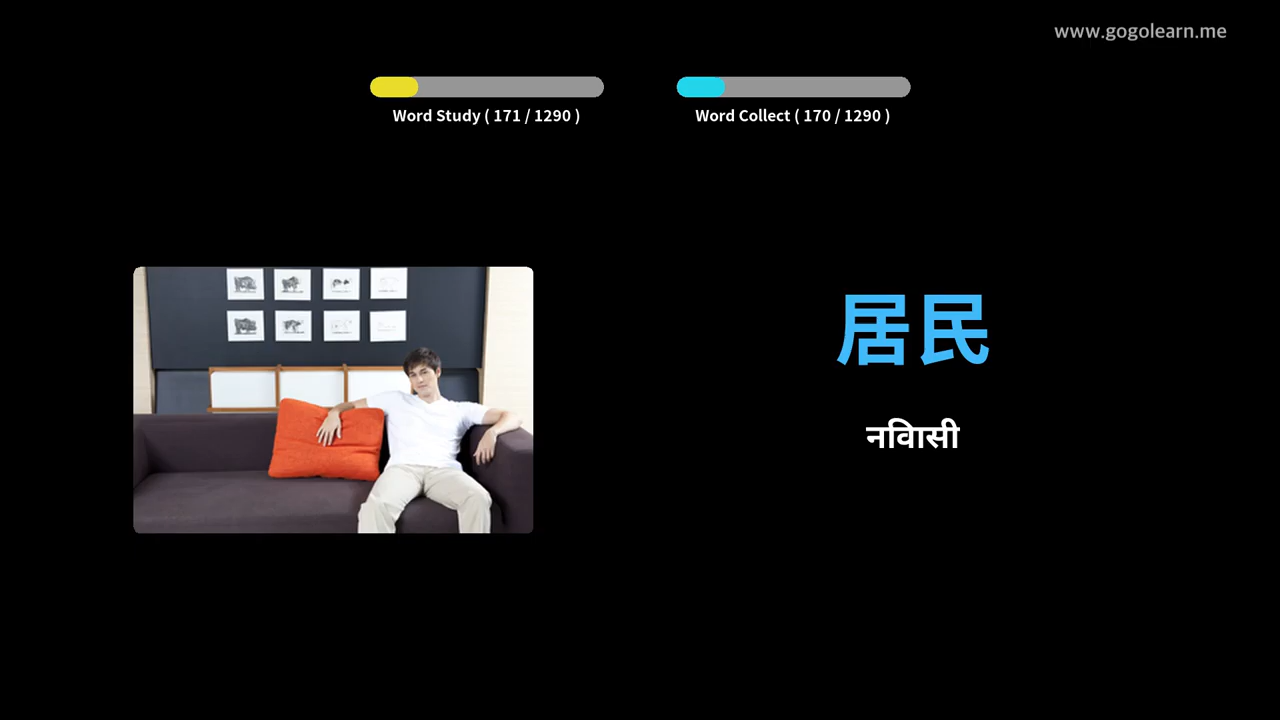 www.gogolearn.me
Word Study ( 171 / 1290 )
Word Collect ( 170 / 1290 )
居民
नविासी